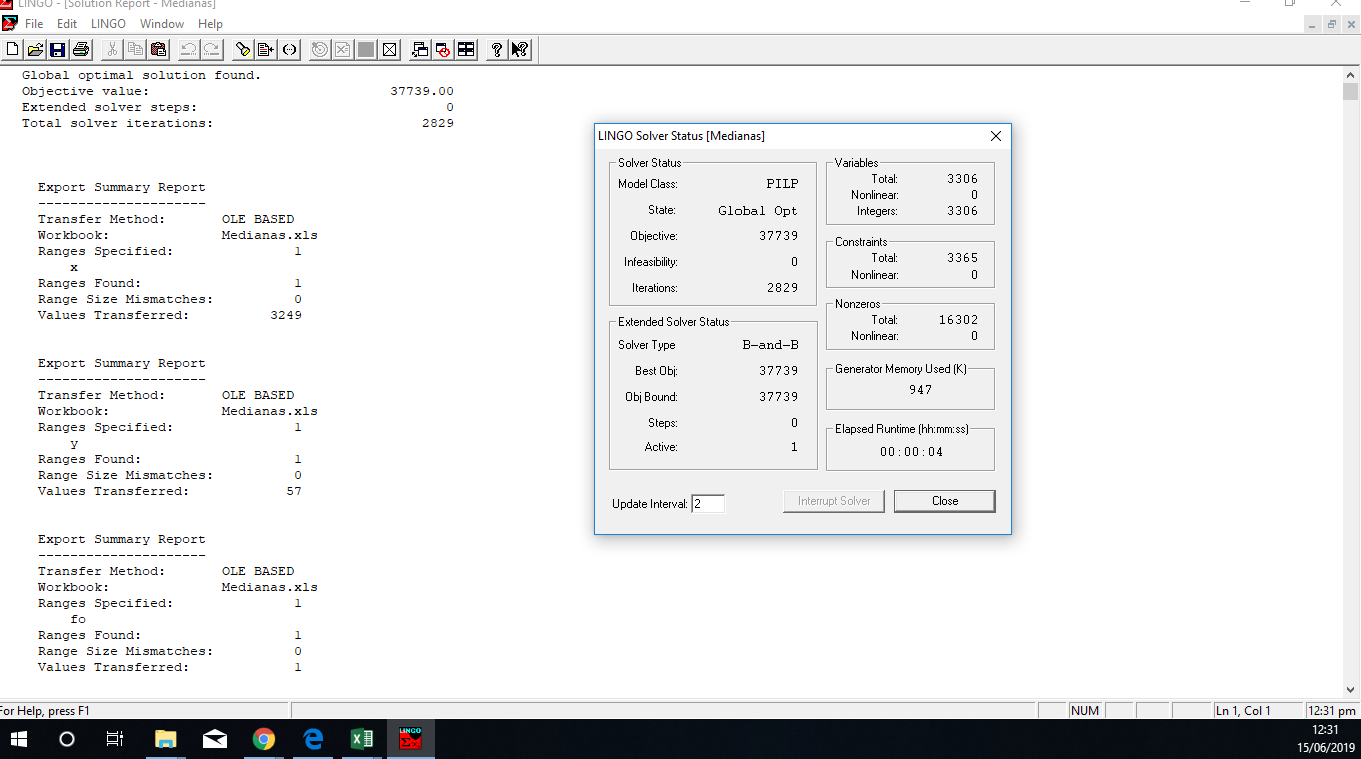 LINGO - [Solution Report - Medianas]
File Edit LINGO Window Help
Global optimal solution found.
Objective value: 37739.00
Extended solver steps: 0
Total solver iterations: 2829
Export Summary Report
---------------------
Transfer Method: OLE BASED
Workbook: Medianas.xls
Ranges Specified: 1
x
Ranges Found: 1
Range Size Mismatches: 0
Values Transferred: 3249
Export Summary Report
---------------------
Transfer Method: OLE BASED
Workbook: Medianas.xls
Ranges Specified: 1
y
Ranges Found: 1
Range Size Mismatches: 0
Values Transferred: 57
Export Summary Report
---------------------
Transfer Method: OLE BASED
Workbook: Medianas.xls
Ranges Specified: 1
fo
Ranges Found: 1
Range Size Mismatches: 0
Values Transferred: 1
LINGO Solver Status [Medianas]
Solver Status
Model Class: PILP
State: Global Opt
Objective: 37739
Infeasibility: 0
Iterations: 2829
Extended Solver Status
Solver Type B-and-B
Best Obj: 37739
Obj Bound: 37739
Steps: 0
Active: 1
Update Interval: 2
Variables
Total: 3306
Nonlinear: 0
Integers: 3306
Constraints
Total: 3365
Nonlinear: 0
Nonzeros
Total: 16302
Nonlinear: 0
Generator Memory Used (K)
947
Elapsed Runtime (hh:mm:ss)
00:00:04
Interrupt Solver
Close
For Help, press F1
NUM
Ln 1, Col 1
12:31 pm
LINGO
12:31
15/06/2019